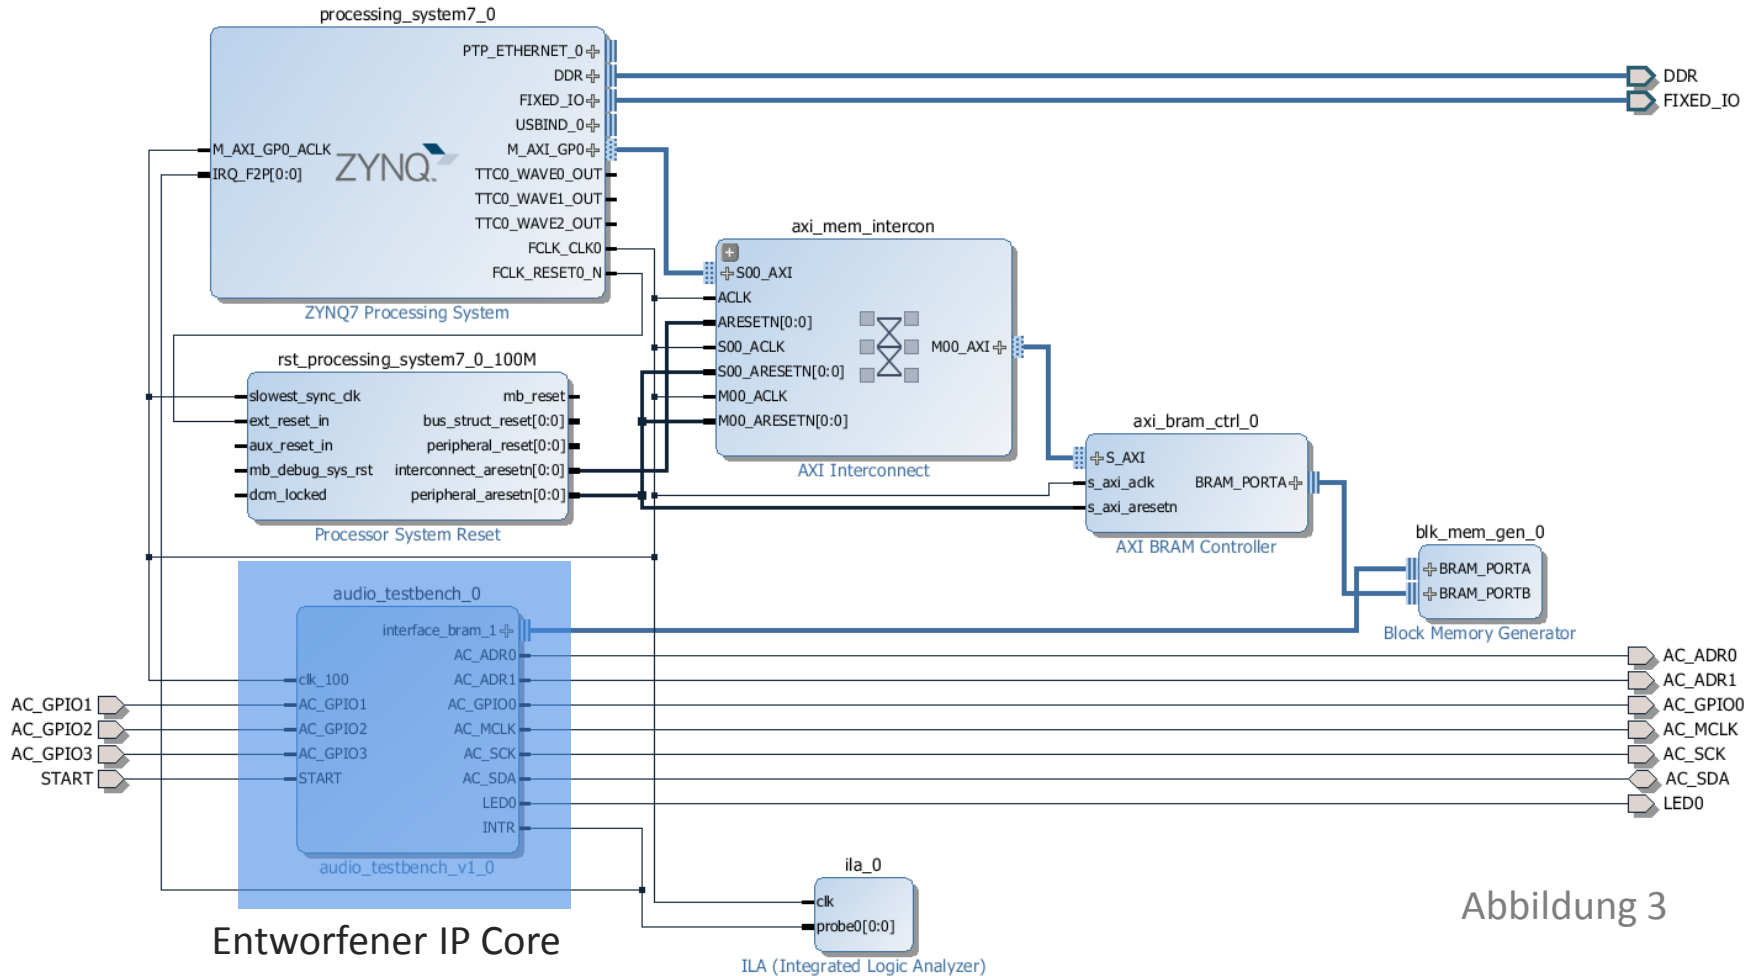 processing_system7_0
PTP_ETHERNET_0
DDR
FIXED_IO
USBIND_0
M_AXI_GP0_ACLK
M_AXI_GP0
IRQ_F2P[0:0]
ZYNQ
TTC0_WAVE0_OUT
TTC0_WAVE1_OUT
TTC0_WAVE2_OUT
FCLK_CLK0
FCLK_RESET0_N
ZYNQ7 Processing System
DDR
FIXED_IO
axi_mem_intercon
S00_AXI
ACLK
ARESETN[0:0]
S00_ACLK
M00_AXI
S00_ARESETN[0:0]
M00_ACLK
M00_ARESETN[0:0]
AXI Interconnect
rst_processing_system7_0_100M
slowest_sync_clk
mb_reset
ext_reset_in
bus_struct_reset[0:0]
aux_reset_in
peripheral_reset[0:0]
mb_debug_sys_rst
interconnect_aresetn[0:0]
dcm_locked
peripheral_aresetn[0:0]
Processor System Reset
axi_bram_ctrl_0
S_AXI
s_axi_aclk
BRAM_PORTA
s_axi_aresetn
AXI BRAM Controller
blk_mem_gen_0
BRAM_PORTA
BRAM_PORTB
Block Memory Generator
audio_testbench_0
interface_bram_1
AC_ADR0
clk_100
AC_ADR1
AC_GPIO1
AC_GPIO0
AC_GPIO2
AC_MCLK
AC_GPIO3
AC_SCK
START
AC_SDA
LED0
INTR
audio_testbench_v1_0
AC_GPIO1
AC_GPIO2
AC_GPIO3
START
AC_ADR0
AC_ADR1
AC_GPIO0
AC_MCLK
AC_SCK
AC_SDA
LED0
ila_0
clk
probe0[0:0]
ILA (Integrated Logic Analyzer)
Entworfener IP Core
Abbildung 3